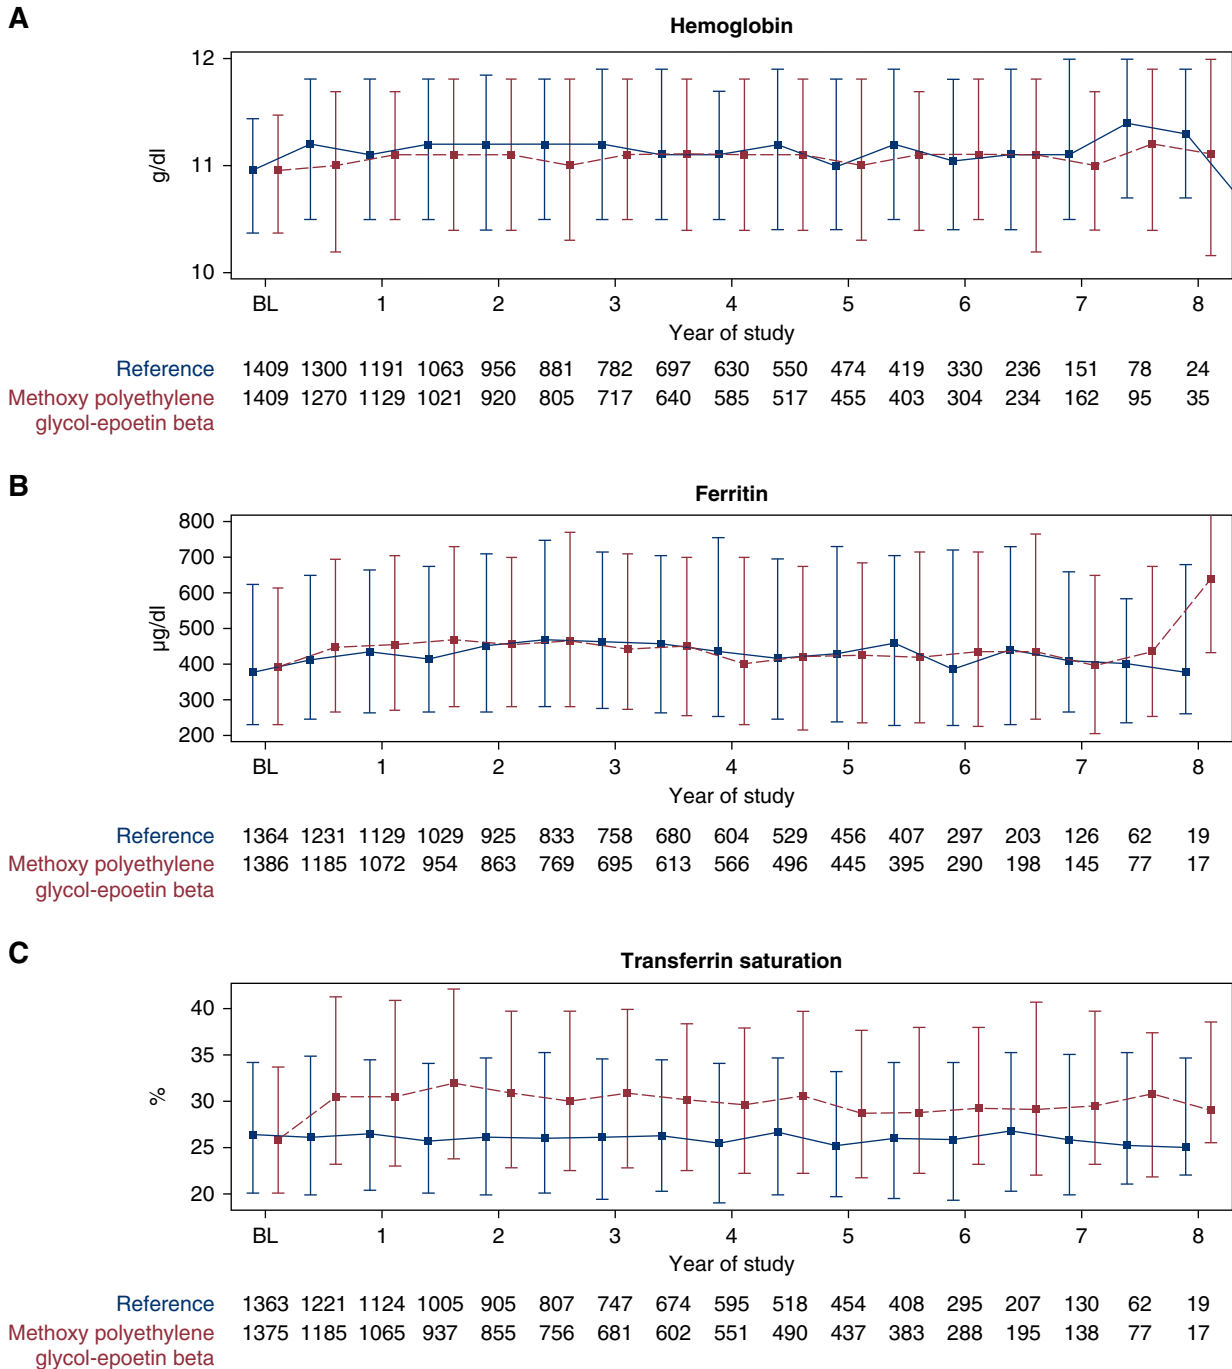 A
Hemoglobin
12
11
10
g/dl
BL 1 2 3 4 5 6 7 8
Year of study
Reference 1409 1300 1191 1063 956 881 782 697 630 550 474 419 330 236 151 78 24
Methoxy polyethylene 1409 1270 1129 1021 920 805 717 640 585 517 455 403 304 234 162 95 35
glycol-epoetin beta
B
Ferritin
800
700
600
500
400
300
200
µg/dl
BL 1 2 3 4 5 6 7 8
Year of study
Reference 1364 1231 1129 1029 925 833 758 680 604 529 456 407 297 203 126 62 19
Methoxy polyethylene 1386 1185 1072 954 863 769 695 613 566 496 445 395 290 198 145 77 17
glycol-epoetin beta
C
Transferrin saturation
40
35
30
25
20
%
BL 1 2 3 4 5 6 7 8
Year of study
Reference 1363 1221 1124 1005 905 807 747 674 595 518 454 408 295 207 130 62 19
Methoxy polyethylene 1375 1185 1065 937 855 756 681 602 551 490 437 383 288 195 138 77 17
glycol-epoetin beta